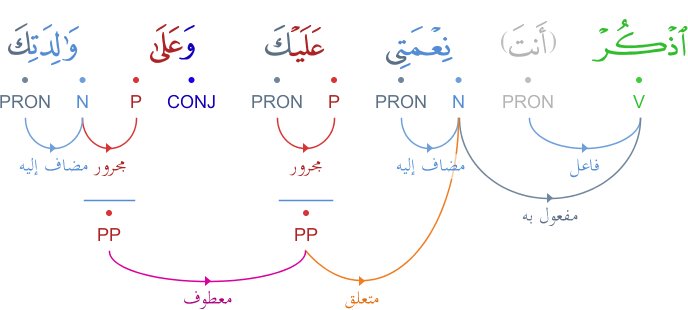 ٱذْكُرْ (أَنتَ) نِعْمَتِى عَلَيْكَ وَعَلَىٰ وَٰلِدَتِكَ
V PRON N PRON P PRON CONJ P N PRON
فاعل مضاف إليه مجرور مجرور مضاف إليه
مفعول به
PP PP
متعلق معطوف